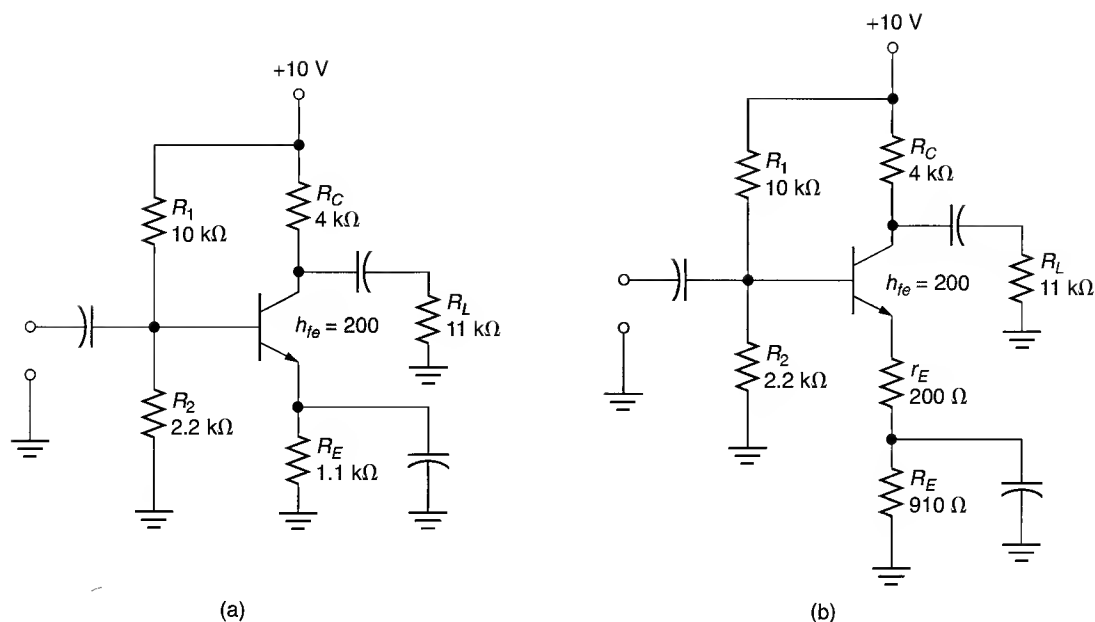 +10 V
R1
10 kΩ
RC
4 kΩ
RL
11 kΩ
hfe = 200
R2
2.2 kΩ
RE
1.1 kΩ
(a)
+10 V
R1
10 kΩ
RC
4 kΩ
RL
11 kΩ
hfe = 200
R2
2.2 kΩ
rE
200 Ω
RE
910 Ω
(b)